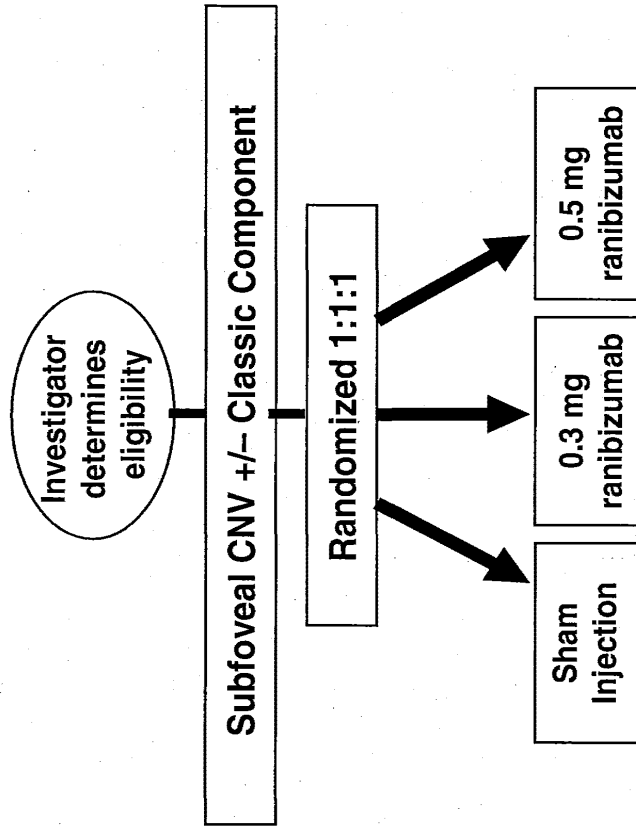 Investigator
determines
eligibility
Subfoveal CNV +/– Classic Component
Randomized 1:1:1
Sham
Injection
0.3 mg
ranibizumab
0.5 mg
ranibizumab